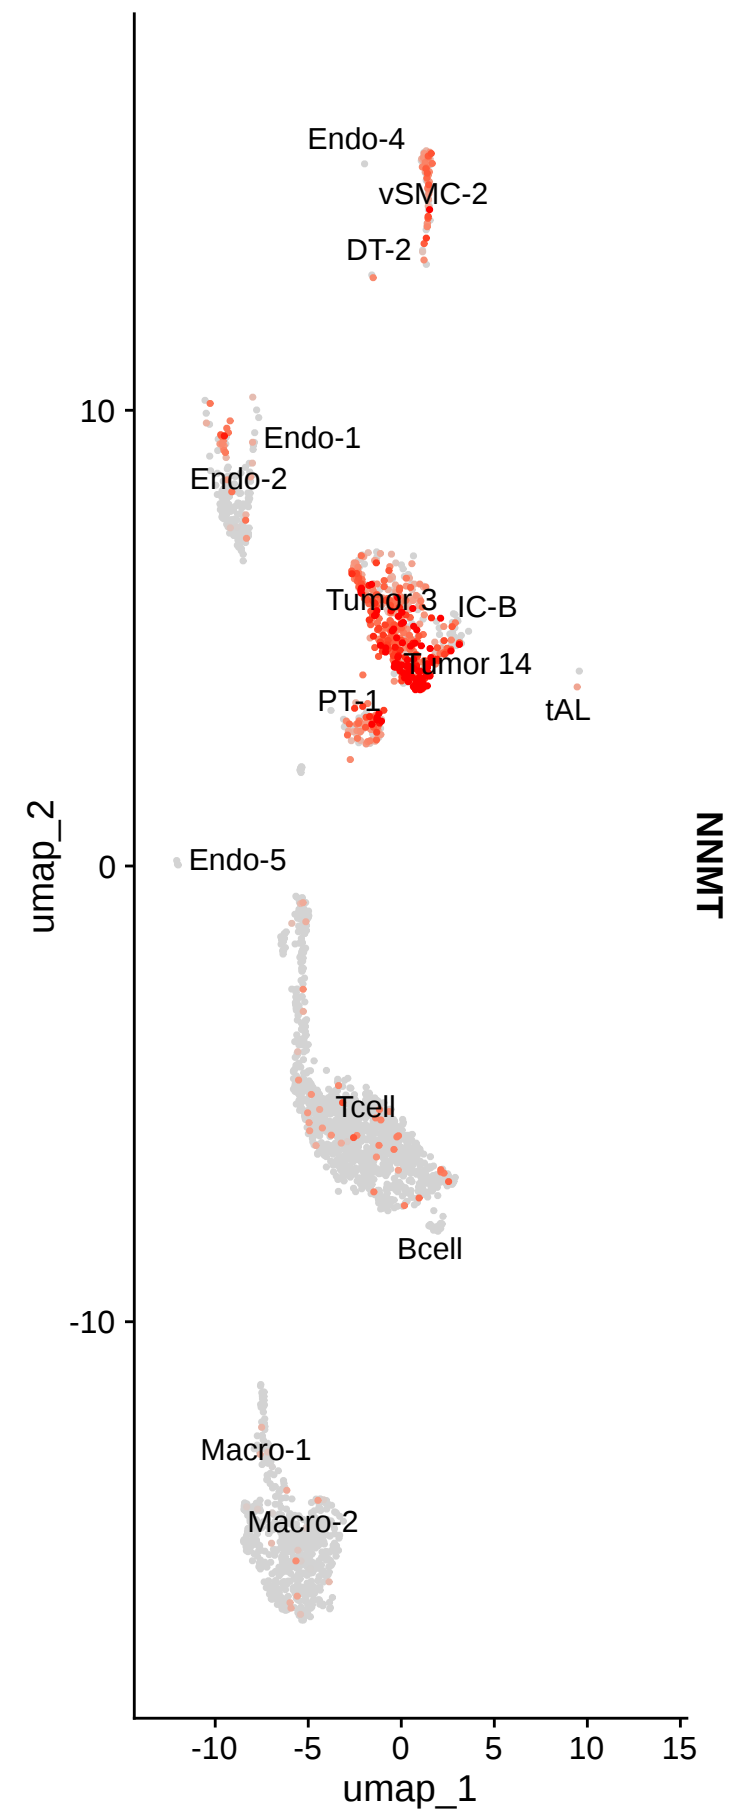 Endo-4
vSMC-2
DT-2
10
Endo-1
Endo-2
Tumor 3
IC-B
Tumor 14
PT-1
tAL
umap_2
NNMT
0
Endo-5
Tcell
Bcell
-10
Macro-1
Macro-2
-10 -5 0 5 10 15
umap_1